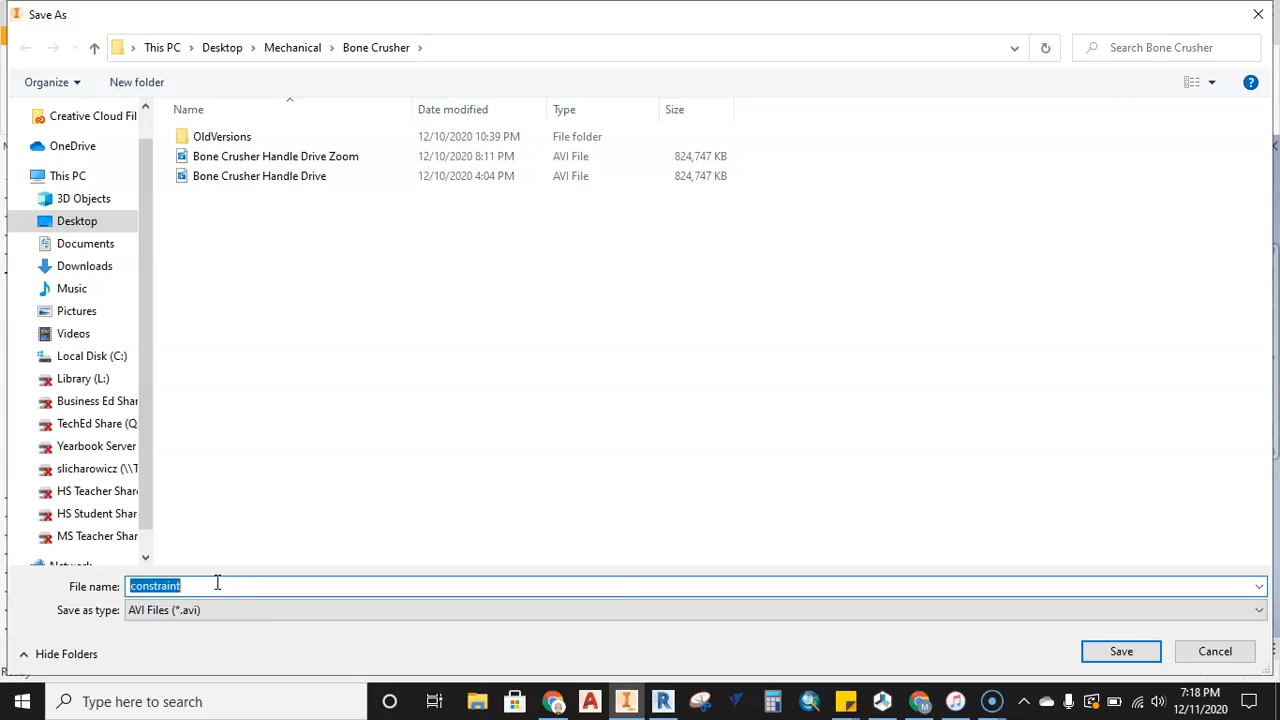 Save As
This PC > Desktop > Mechanical > Bone Crusher >
Search Bone Crusher
Organize
New folder
Name Date modified Type Size
OldVersions 12/10/2020 10:39 PM File folder
Bone Crusher Handle Drive Zoom 12/10/2020 8:11 PM AVI File 824,747 KB
Bone Crusher Handle Drive 12/10/2020 4:04 PM AVI File 824,747 KB
Creative Cloud Fil
OneDrive
This PC
3D Objects
Desktop
Documents
Downloads
Music
Pictures
Videos
Local Disk (C:)
Library (L:)
Business Ed Shar
TechEd Share (Q:
Yearbook Server
slicharowicz (\\T
HS Teacher Share
HS Student Shar
MS Teacher Shar
Network
File name: constraint
Save as type: AVI Files (*.avi)
Hide Folders
Save
Cancel
Type here to search
7:18 PM
12/11/2020